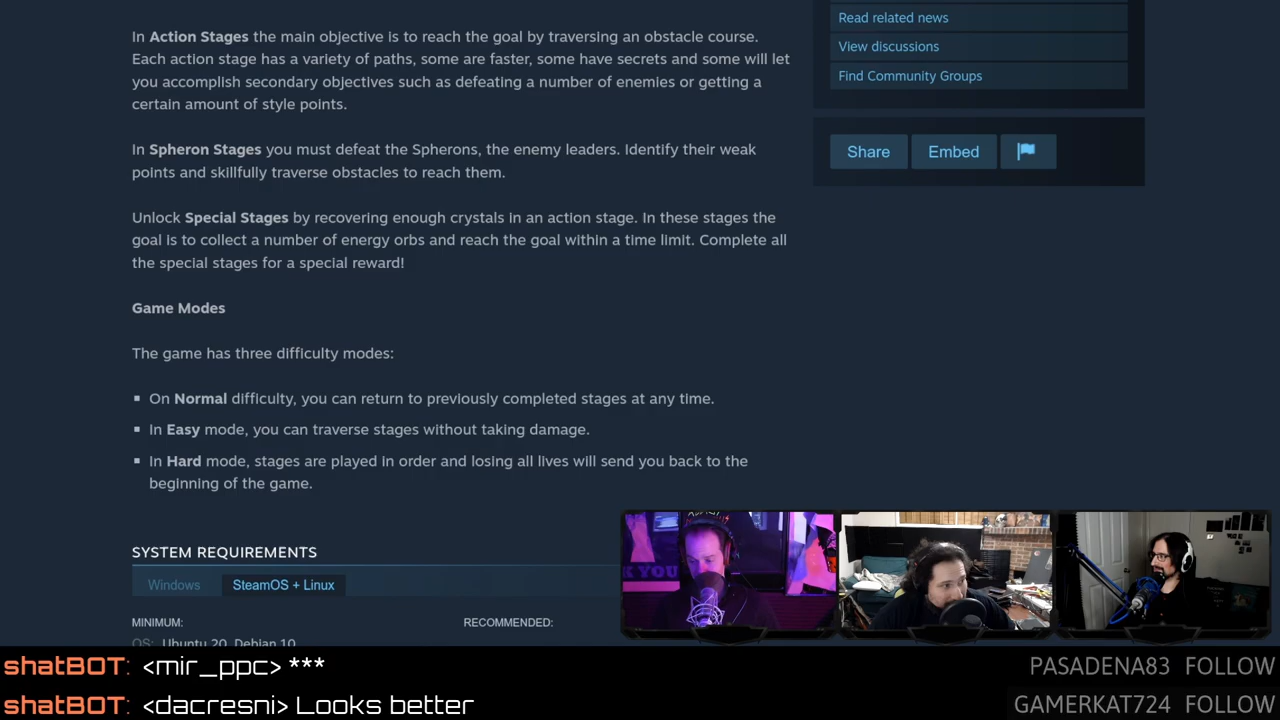 In Action Stages the main objective is to reach the goal by traversing an obstacle course.
Each action stage has a variety of paths, some are faster, some have secrets and some will let
you accomplish secondary objectives such as defeating a number of enemies or getting a
certain amount of style points.
In Spheron Stages you must defeat the Spherons, the enemy leaders. Identify their weak
points and skillfully traverse obstacles to reach them.
Unlock Special Stages by recovering enough crystals in an action stage. In these stages the
goal is to collect a number of energy orbs and reach the goal within a time limit. Complete all
the special stages for a special reward!
Game Modes
The game has three difficulty modes:
On Normal difficulty, you can return to previously completed stages at any time.
In Easy mode, you can traverse stages without taking damage.
In Hard mode, stages are played in order and losing all lives will send you back to the
beginning of the game.
SYSTEM REQUIREMENTS
Windows SteamOS + Linux
MINIMUM: RECOMMENDED:
OS: Ubuntu 20, Debian 10
Read related news
View discussions
Find Community Groups
Share Embed
shatBOT: <mir_ppc> ***
shatBOT: <dacresni> Looks better
PASADENA83 FOLLOW
GAMERKAT724 FOLLOW